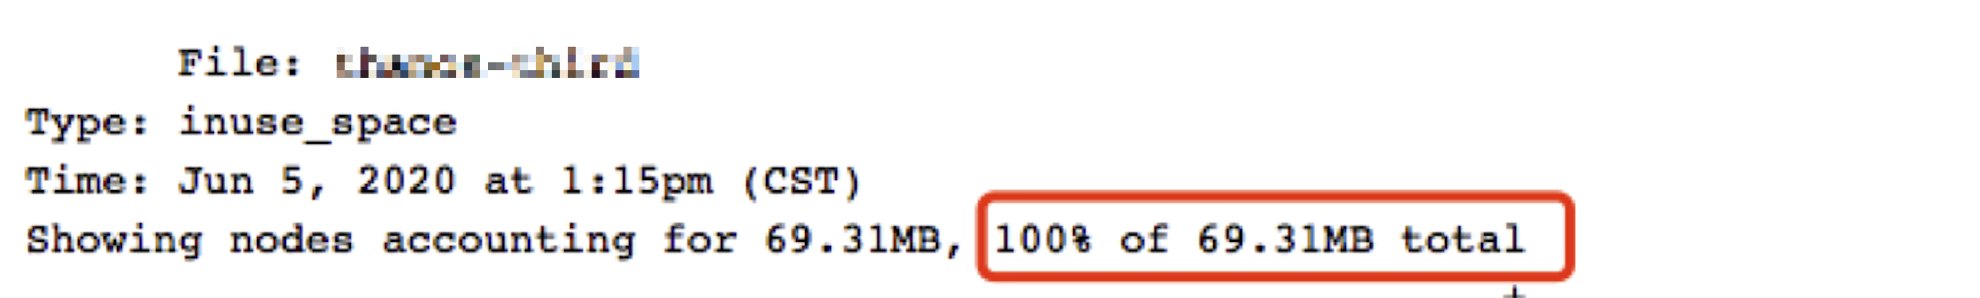 File:
Type: inuse_space
Time: Jun 5, 2020 at 1:15pm (CST)
Showing nodes accounting for 69.31MB, 100% of 69.31MB total